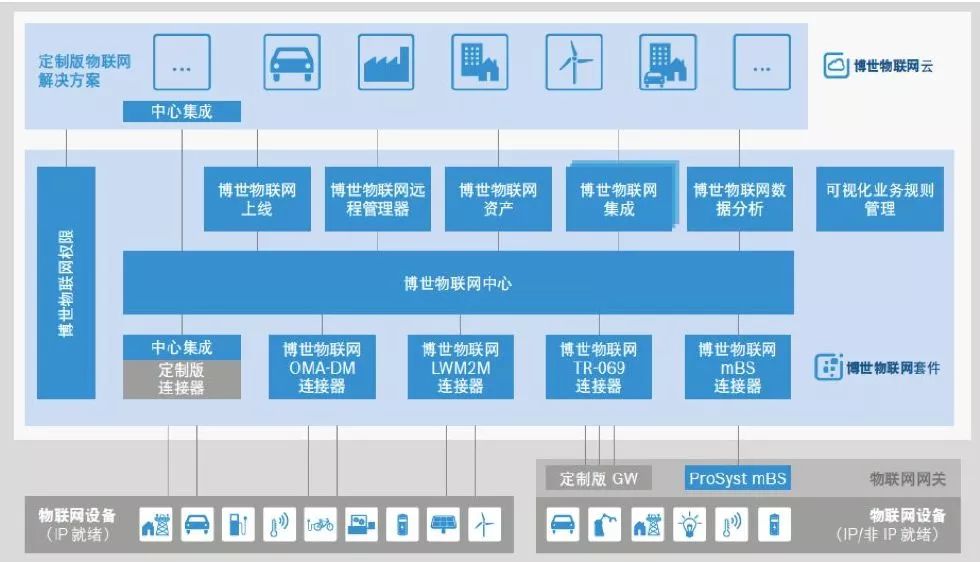 定制版物联网
解决方案
...
...
博世物联网云
中心集成
博世物联网权限
博世物联网
上线
博世物联网远
程管理器
博世物联网
资产
博世物联网
集成
博世物联网数
据分析
可视化业务规则
管理
博世物联网中心
中心集成
定制版
连接器
博世物联网
OMA-DM
连接器
博世物联网
LWM2M
连接器
博世物联网
TR-069
连接器
博世物联网
mBS
连接器
博世物联网套件
定制版 GW
ProSyst mBS
物联网网关
物联网设备
（IP 就绪）
物联网设备
（IP/非 IP 就绪）